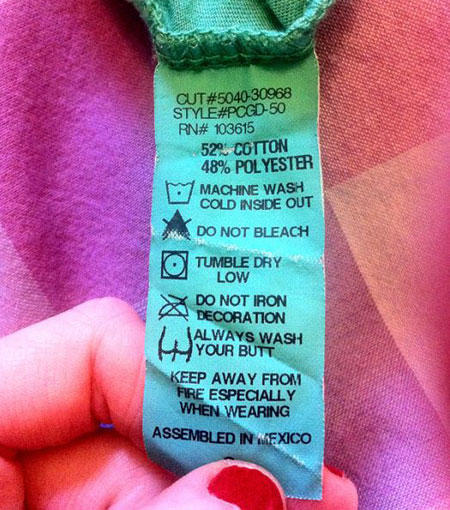 CUT#5040-30968
STYLE#PCGD-50
RN# 103615
52% COTTON
48% POLYESTER
MACHINE WASH
COLD INSIDE OUT
DO NOT BLEACH
TUMBLE DRY
LOW
DO NOT IRON
DECORATION
ALWAYS WASH
YOUR BUTT
KEEP AWAY FROM
FIRE ESPECIALLY
WHEN WEARING
ASSEMBLED IN MEXICO